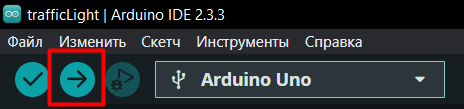 trafficLight | Arduino IDE 2.3.3
Файл Изменить Скетч Инструменты Справка
Arduino Uno